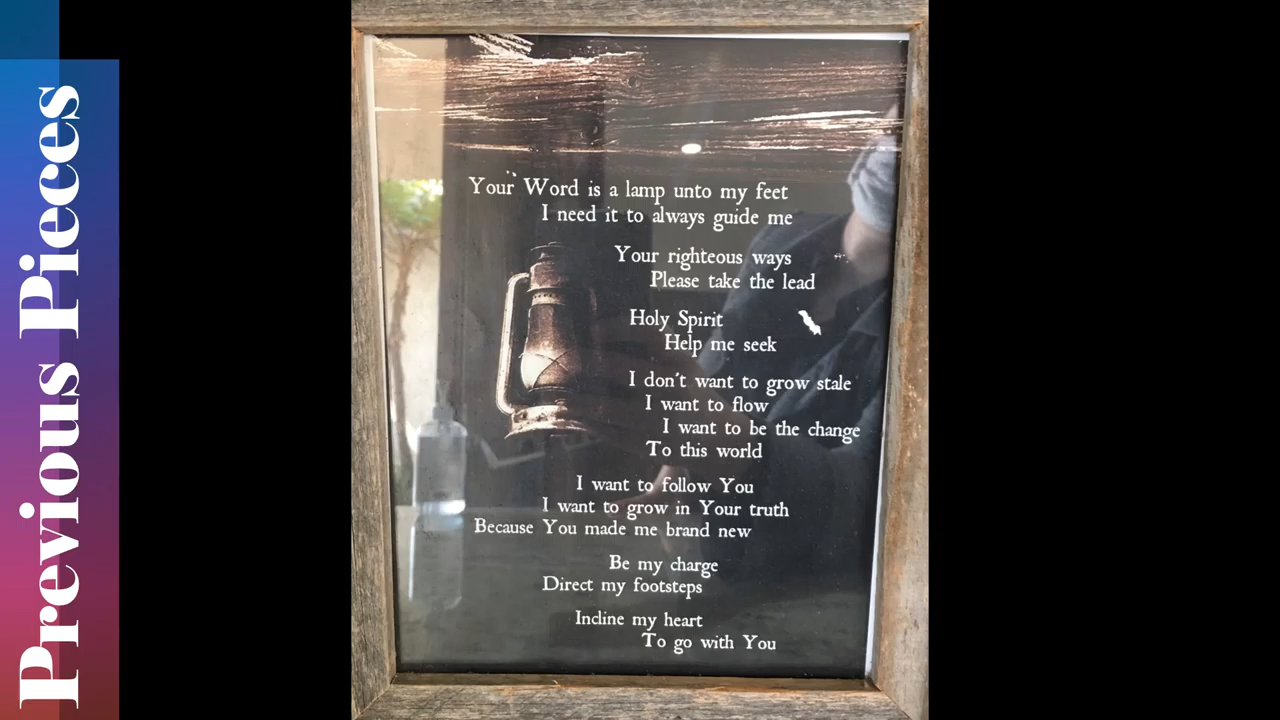 Previous Pieces
Your Word is a lamp unto my feet
I need it to always guide me
Your righteous ways
Please take the lead
Holy Spirit
Help me seek
I don't want to grow stale
I want to flow
I want to be the change
To this world
I want to follow You
I want to grow in Your truth
Because You made me brand new
Be my charge
Direct my footsteps
Incline my heart
To go with You